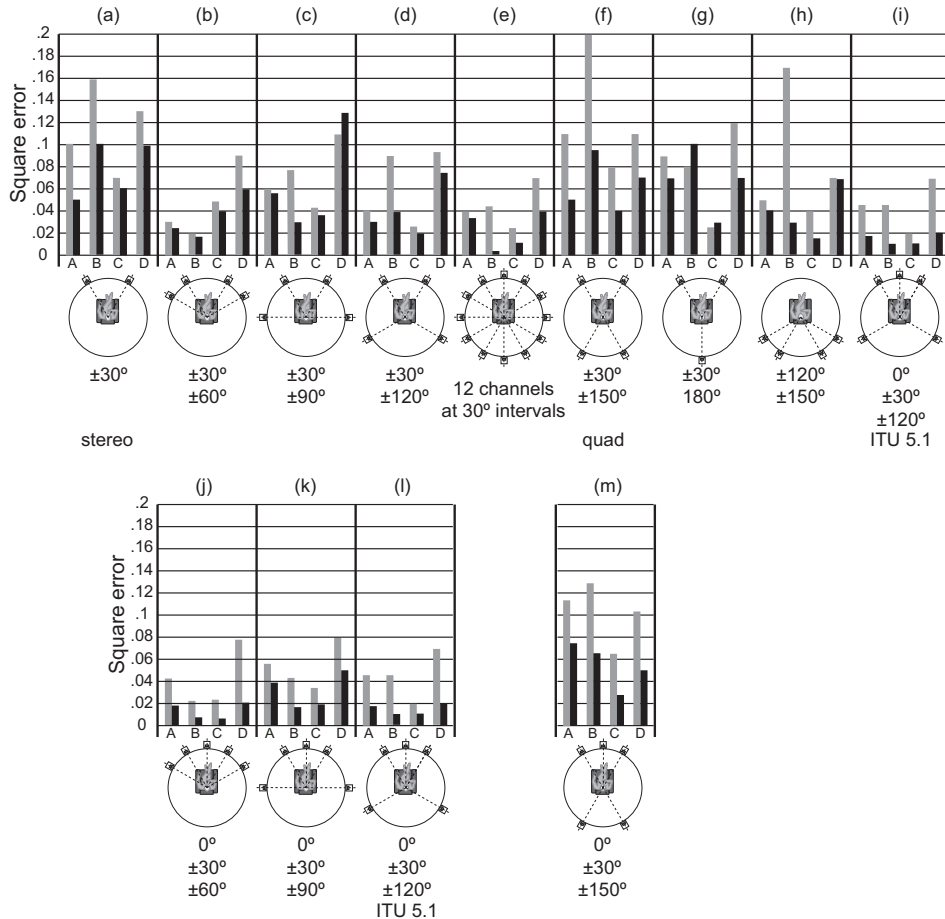 (a) (b) (c) (d) (e) (f) (g) (h) (i)
.2
.18
.16
.14
.12
.1
.08
.06
.04
.02
0
Square error
A B C D A B C D A B C D A B C D A B C D A B C D A B C D A B C D A B C D
±30º ±30º ±30º ±30º 12 channels ±30º ±30º ±120º 0º
±60º ±90º ±120º at 30º intervals ±150º 180º ±150º ±30º
±120º
stereo quad ITU 5.1
(j) (k) (l) (m)
.2
.18
.16
.14
.12
.1
.08
.06
.04
.02
0
Square error
A B C D A B C D A B C D A B C D
0º 0º 0º 0º
±30º ±30º ±30º ±30º
±60º ±90º ±120º ±150º
ITU 5.1